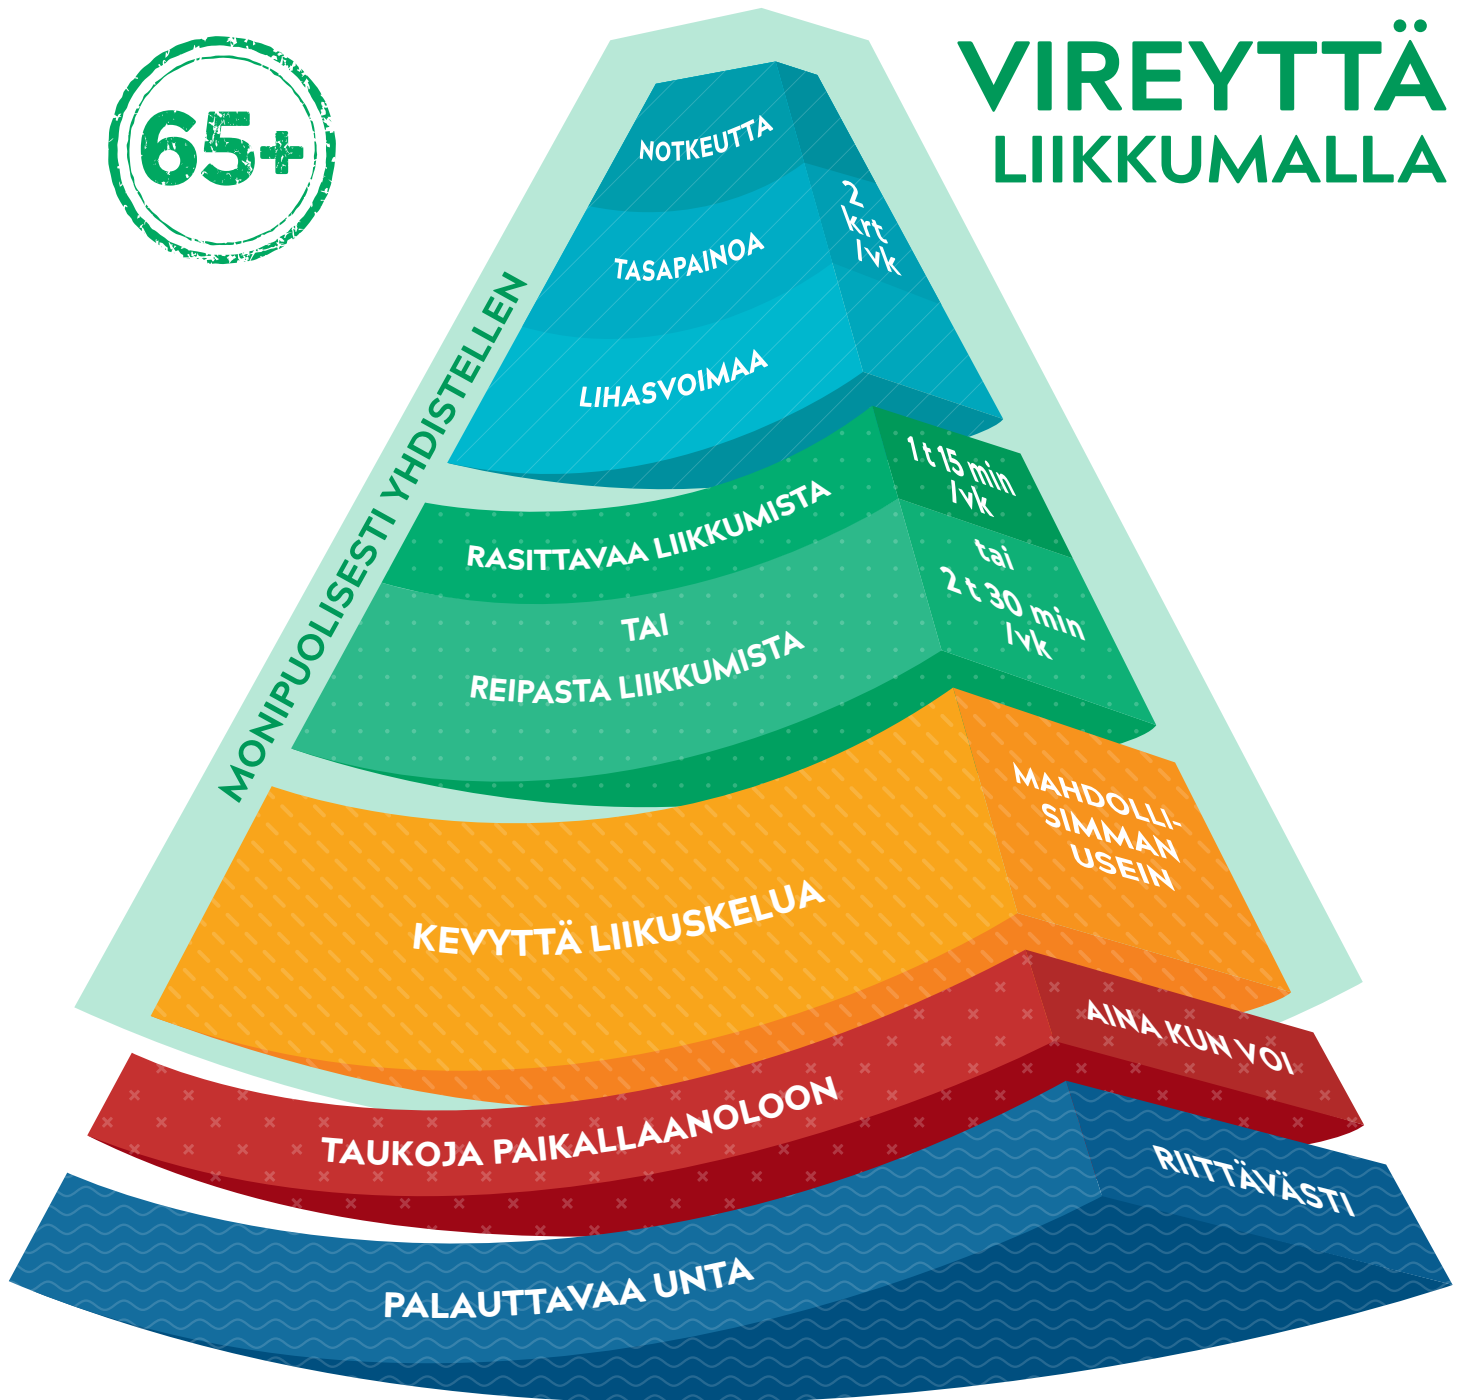 65+
VIREYTTÄ
LIIKKUMALLA
MONIPUOLISESTI YHDISTELLEN
NOTKEUTTA
TASAPAINOA
LIHASVOIMAA
2
krt
/vk
RASITTAVAA LIIKKUMISTA
TAI
REIPASTA LIIKKUMISTA
1 t 15 min
/vk
tai
2 t 30 min
/vk
KEVYTTÄ LIIKUSKELUA
MAHDOLLI-
SIMMAN
USEIN
TAUKOJA PAIKALLAANOLOON
AINA KUN VOI
PALAUTTAVAA UNTA
RIITTÄVÄSTI